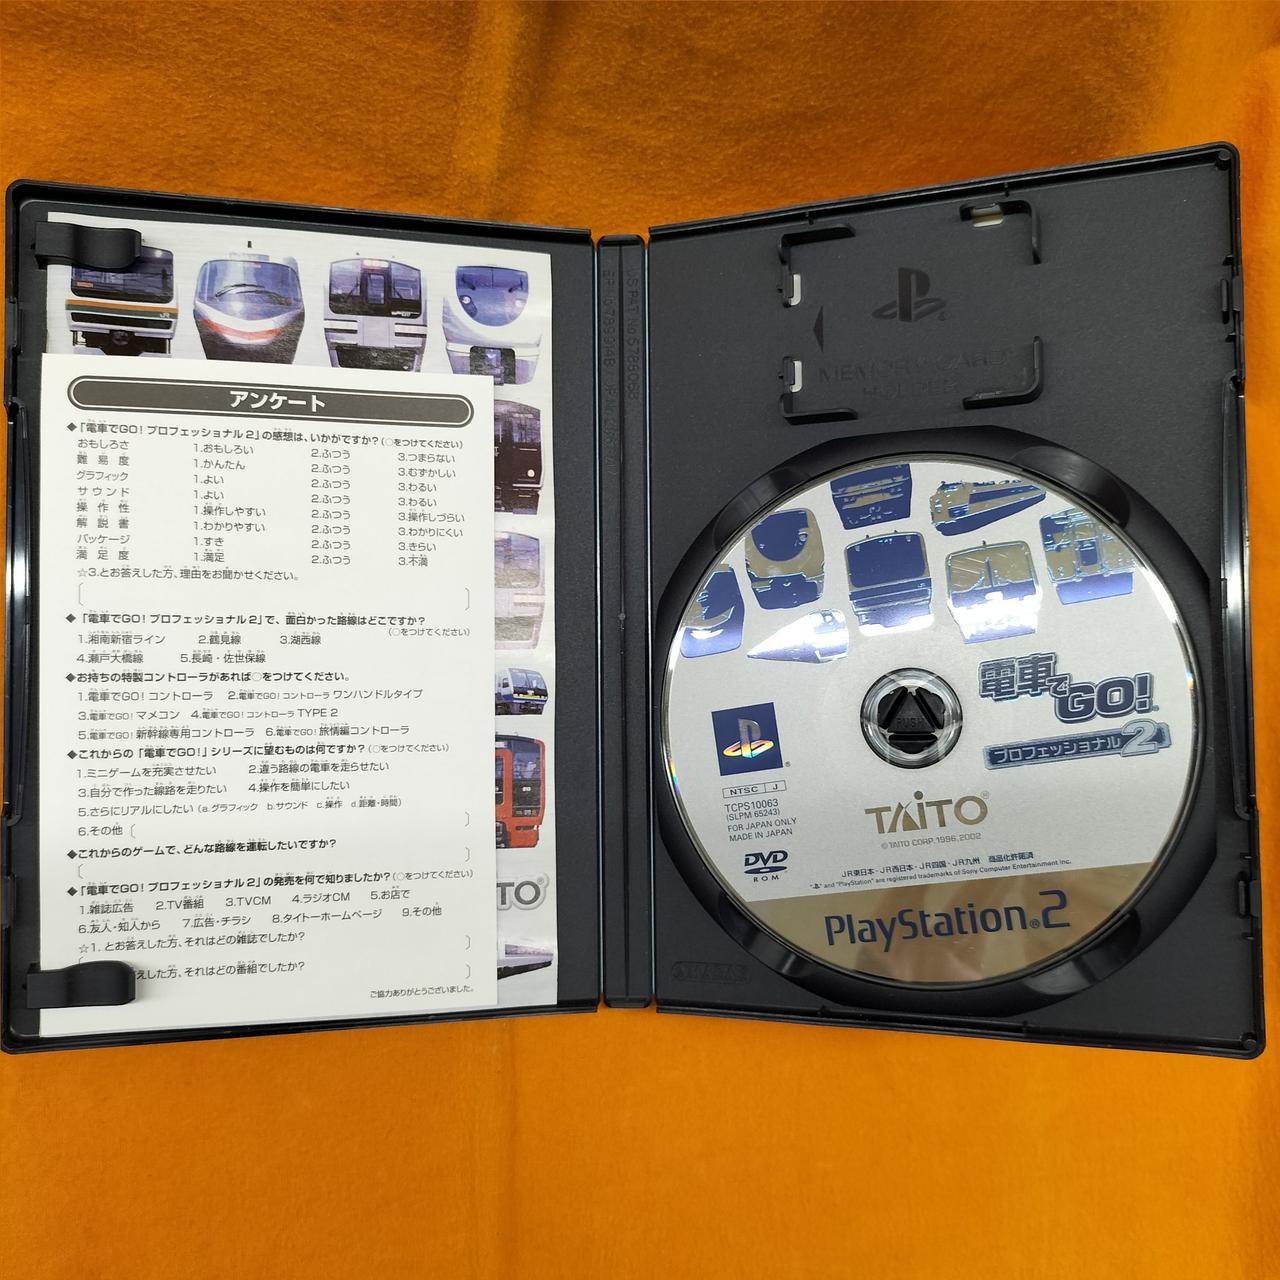 アンケート
◆「電車でGO! プロフェッショナル2」の感想は、いかがですか?(○をつけてください)
おもしろさ 1.おもしろい 2.ふつう 3.つまらない
難易度 1.かんたん 2.ふつう 3.むずかしい
グラフィック 1.よい 2.ふつう 3.わるい
サウンド 1.よい 2.ふつう 3.わるい
操作性 1.操作しやすい 2.ふつう 3.操作しづらい
解説書 1.わかりやすい 2.ふつう 3.わかりにくい
パッケージ 1.すき 2.ふつう 3.きらい
満足度 1.満足 2.ふつう 3.不満
☆3.とお答えした方、理由をお聞かせください。
◆「電車でGO! プロフェッショナル2」で、面白かった路線はどこですか?
(○をつけてください)
1.湘南新宿ライン 2.鶴見線 3.湖西線
4.瀬戸大橋線 5.長崎・佐世保線
◆お持ちの特製コントローラがあれば○をつけてください。
1.電車でGO! コントローラ 2.電車でGO! コントローラ ワンハンドルタイプ
3.電車でGO! マメコン 4.電車でGO! コントローラ TYPE 2
5.電車でGO! 新幹線専用コントローラ 6.電車でGO! 旅情編コントローラ
◆これからの「電車でGO!」シリーズに望むものは何ですか?(○をつけてください)
1.ミニゲームを充実させたい 2.違う路線の電車を走らせたい
3.自分で作った線路を走りたい 4.操作を簡単にしたい
5.さらにリアルにしたい (a.グラフィック b.サウンド c.操作 d.距離・時間)
6.その他
◆これからのゲームで、どんな路線を運転したいですか?
◆「電車でGO! プロフェッショナル2」の発売を何で知りましたか?(○をつけてください)
1.雑誌広告 2.TV番組 3.TVCM 4.ラジオCM 5.お店で
6.友人・知人から 7.広告・チラシ 8.タイトーホームページ 9.その他
☆1. とお答えした方、それはどの雑誌でしたか?
答えした方、それはどの番組でしたか?
ご協力ありがとうございました。
ITO
MEMORY CARD
HOLDER
電車でGO!
プロフェッショナル2
PUSH
NTSC J
TCPS10063
(SLPM 65243)
FOR JAPAN ONLY
MADE IN JAPAN
DVD
ROM
TAITO
© TAITO CORP.1996,2002
JR東日本・JR西日本・JR四国・JR九州 商品化許諾済
and "PlayStation" are registered trademarks of Sony Computer Entertainment Inc.
PlayStation®2